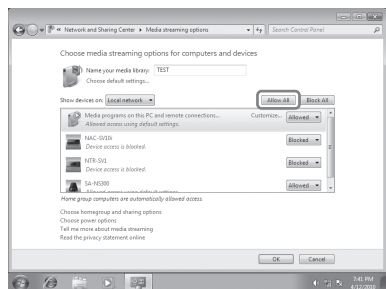 « Network and Sharing Center ▸ Media streaming options
Search Control Panel
Choose media streaming options for computers and devices
Name your media library: TEST
Choose default settings...
Show devices on: Local network
Allow All
Block All
Media programs on this PC and remote connections...
Customize...
Allowed
Allowed access using default settings.
NAC-SV10i
Blocked
Device access is blocked.
NTR-SV1
Blocked
Device access is blocked.
SA-NS300
Allowed
Allowed access using default settings.
Home group computers are automatically allowed access.
Choose homegroup and sharing options
Choose power options
Tell me more about media streaming
Read the privacy statement online
OK
Cancel
7:41 PM
4/12/2010